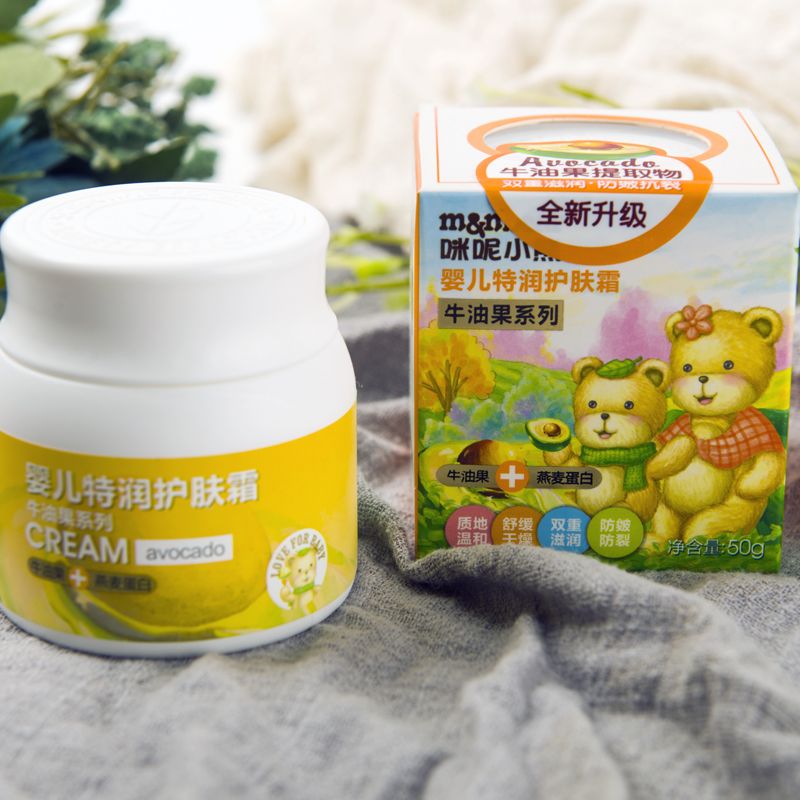 婴儿特润护肤霜
牛油果系列
CREAM avocado
牛油果 + 燕麦蛋白
LOVE FOR BABY
Avocado
牛油果提取物
双重滋润·防皴抗裂
全新升级
咪呢小熊
婴儿特润护肤霜
牛油果系列
牛油果 + 燕麦蛋白
质地温和
舒缓干燥
双重滋润
防皴防裂
净含量:50g